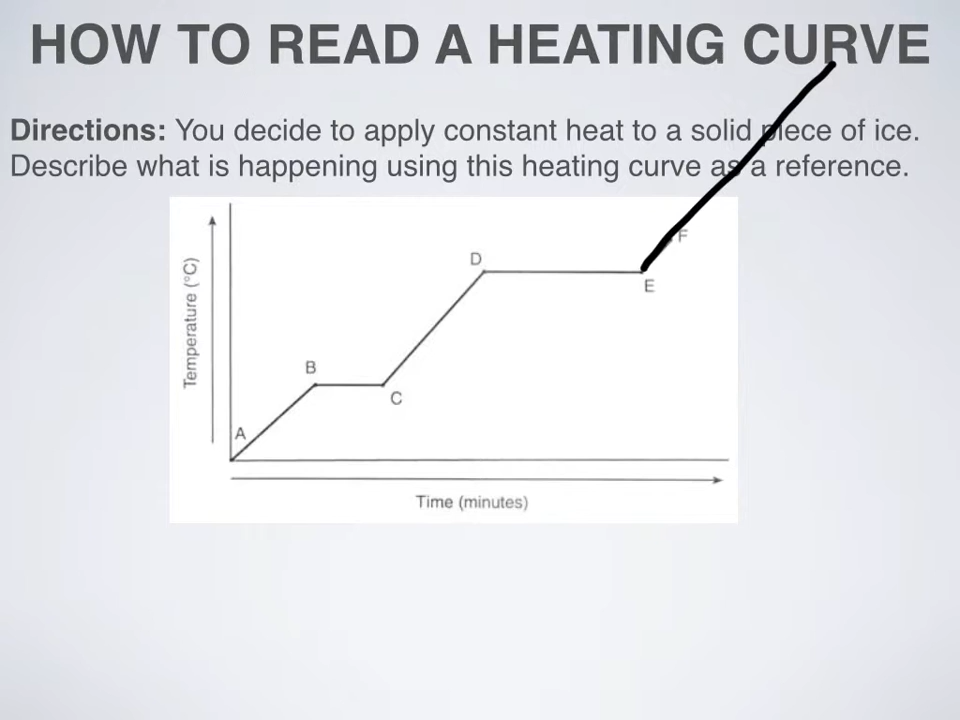 HOW TO READ A HEATING CURVE
Directions: You decide to apply constant heat to a solid piece of ice.
Describe what is happening using this heating curve as a reference.
Temperature (°C)
A
B
C
D
E
F
Time (minutes)